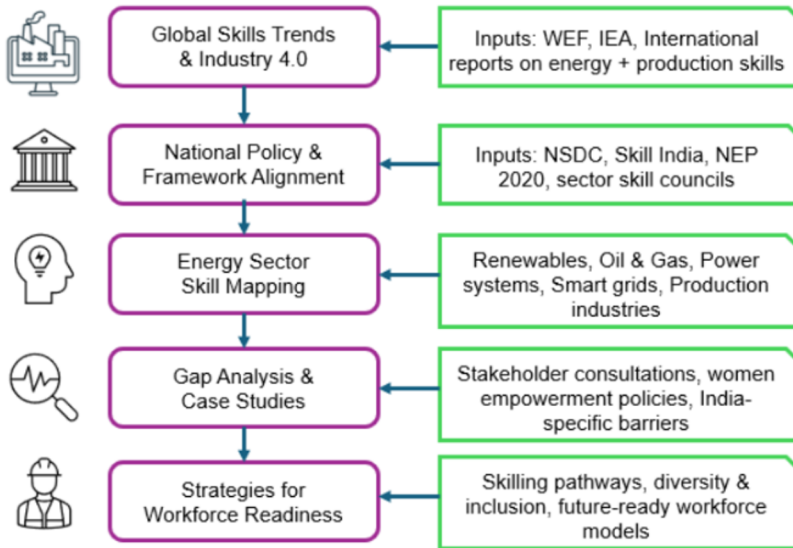 Global Skills Trends
& Industry 4.0
Inputs: WEF, IEA, International
reports on energy + production skills
National Policy &
Framework Alignment
Inputs: NSDC, Skill India, NEP
2020, sector skill councils
Energy Sector
Skill Mapping
Renewables, Oil & Gas, Power
systems, Smart grids, Production
industries
Gap Analysis &
Case Studies
Stakeholder consultations, women
empowerment policies, India-
specific barriers
Strategies for
Workforce Readiness
Skilling pathways, diversity &
inclusion, future-ready workforce
models